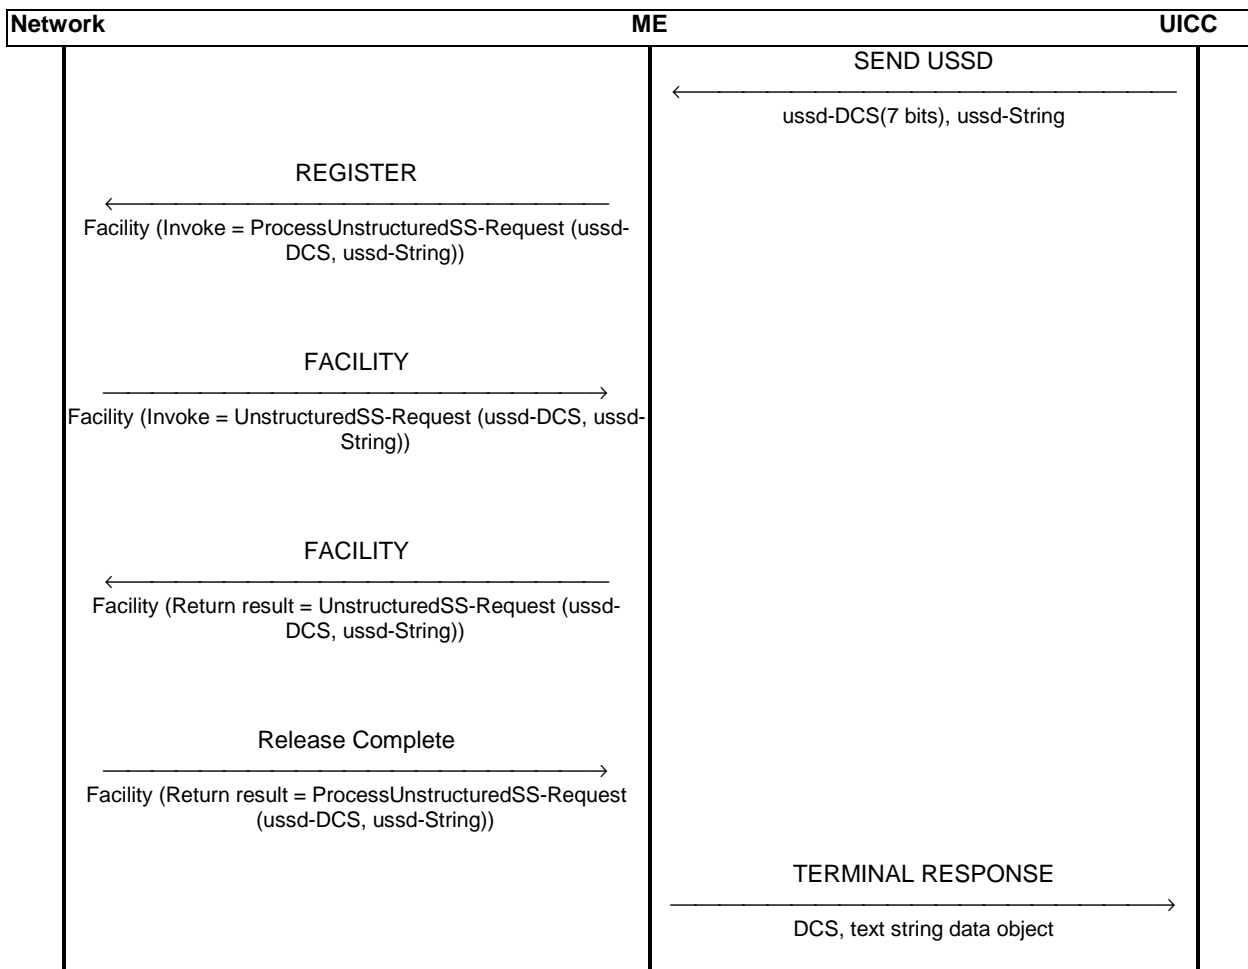 Network ME UICC
SEND USSD
ussd-DCS(7 bits), ussd-String
REGISTER
Facility (Invoke = ProcessUnstructuredSS-Request (ussd-
DCS, ussd-String))
FACILITY
Facility (Invoke = UnstructuredSS-Request (ussd-DCS, ussd-
String))
FACILITY
Facility (Return result = UnstructuredSS-Request (ussd-
DCS, ussd-String))
Release Complete
Facility (Return result = ProcessUnstructuredSS-Request
(ussd-DCS, ussd-String))
TERMINAL RESPONSE
DCS, text string data object